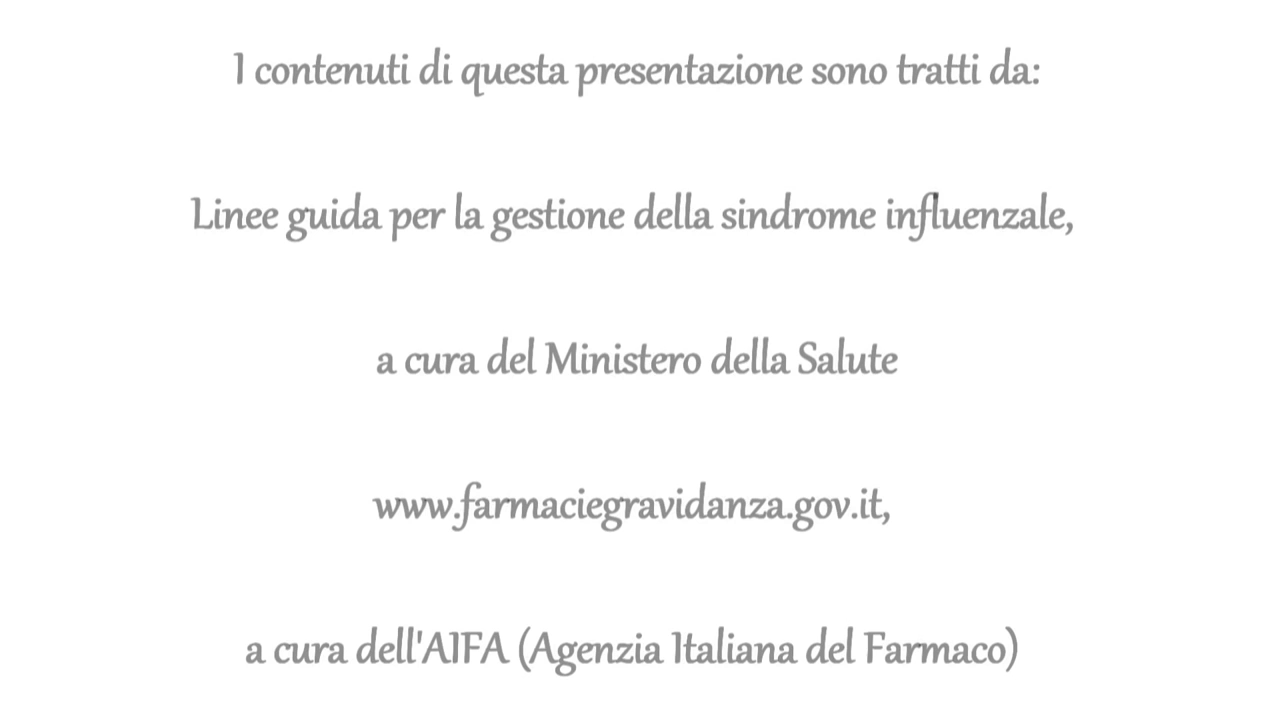 I contenuti di questa presentazione sono tratti da:
Linee guida per la gestione della sindrome influenzale,
a cura del Ministero della Salute
www.farmaciegravidanza.gov.it,
a cura dell'AIFA (Agenzia Italiana del Farmaco)